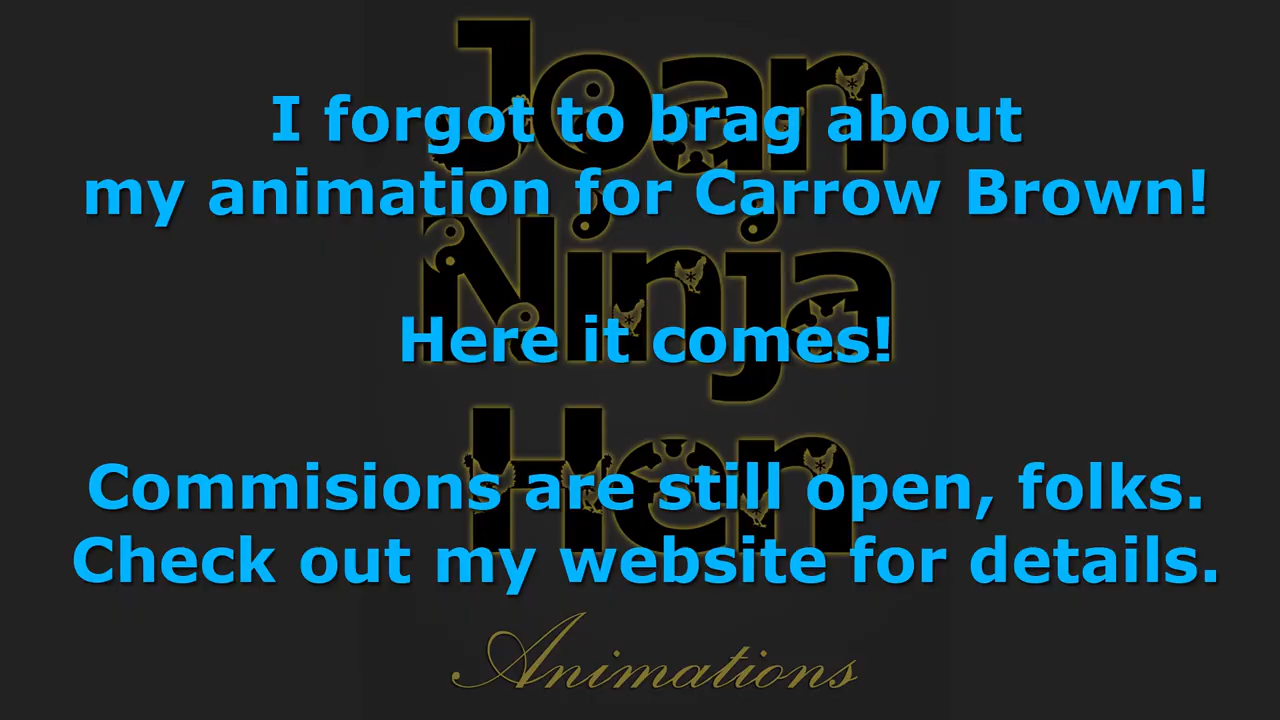 Joan
I forgot to brag about
my animation for Carrow Brown!
Ninja
Here it comes!
Hen
Commisions are still open, folks.
Check out my website for details.
Animations